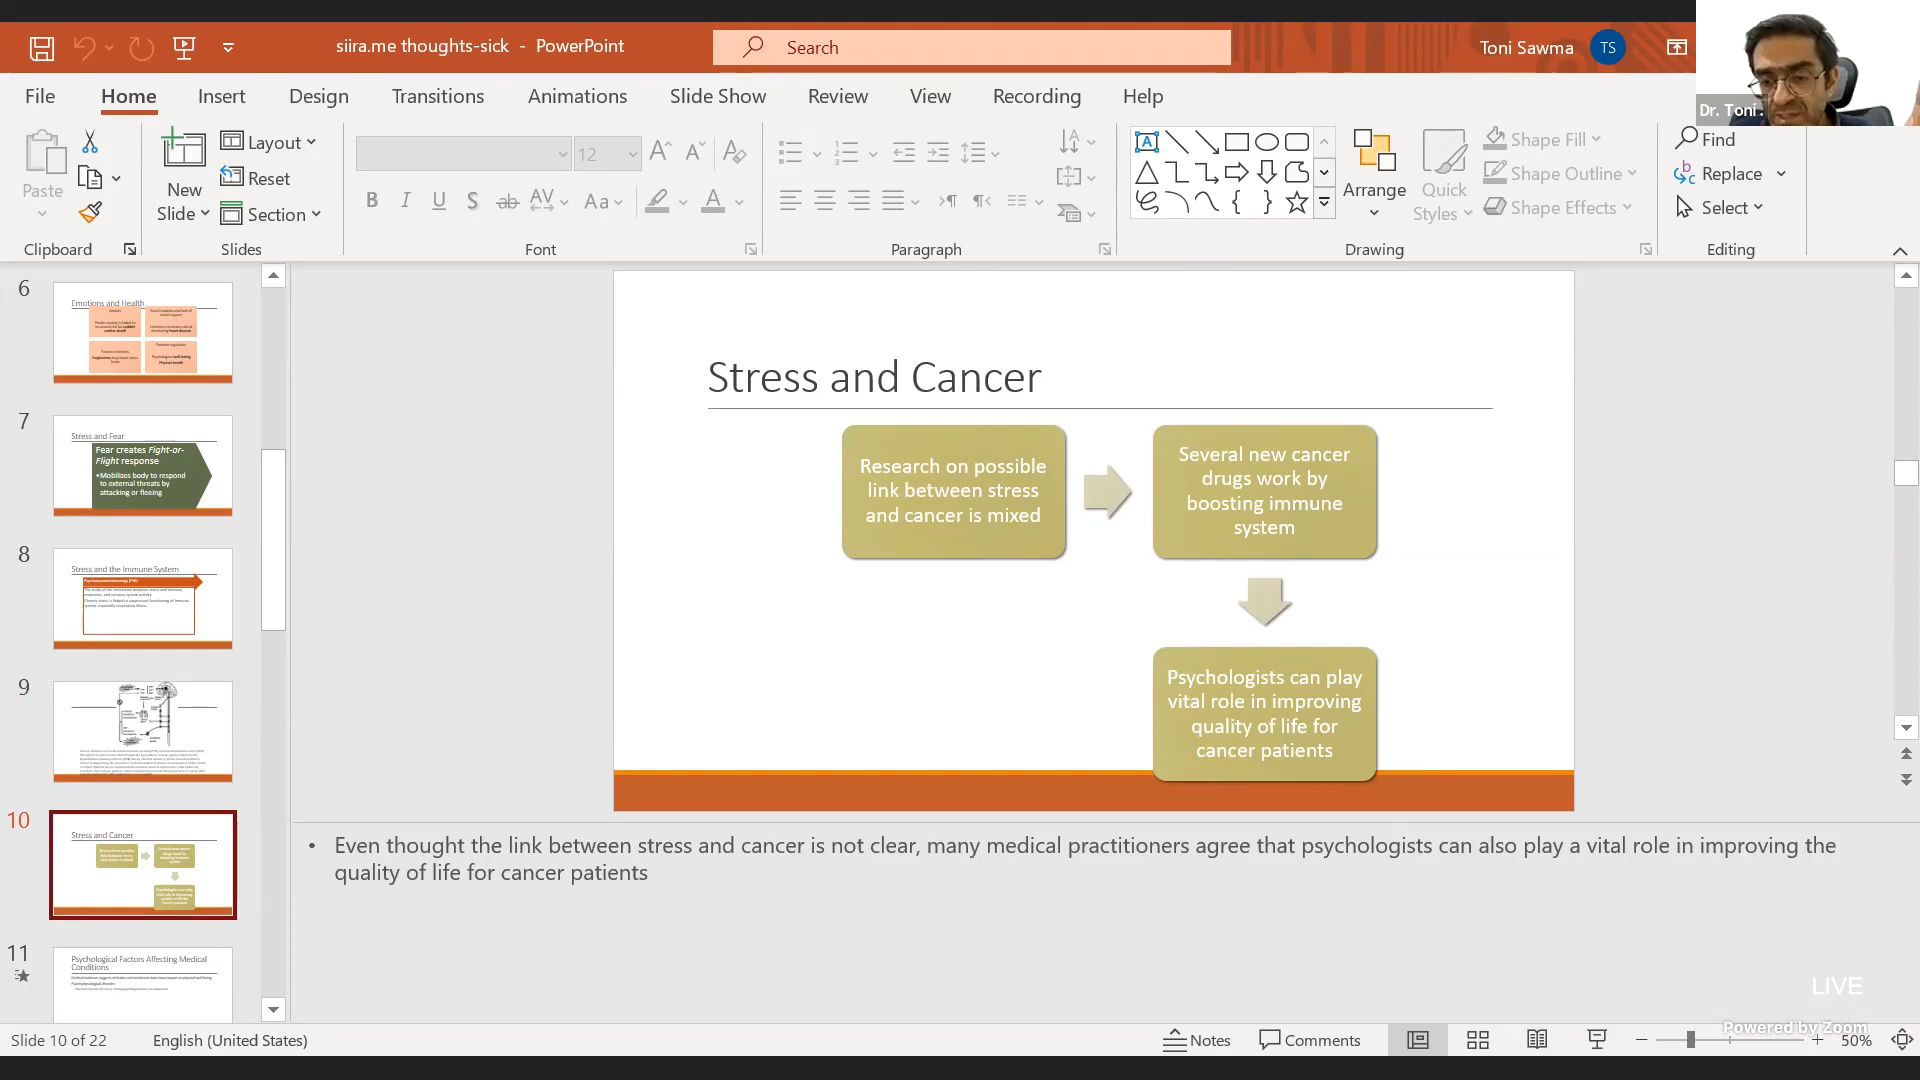 siira.me thoughts-sick - PowerPoint
Search
Toni Sawma
TS
Dr. Toni .
File
Home
Insert
Design
Transitions
Animations
Slide Show
Review
View
Recording
Help
Paste
New
Slide
Layout
Reset
Section
12
Arrange
Quick
Styles
Shape Fill
Shape Outline
Shape Effects
Find
Replace
Select
Clipboard
Slides
Font
Paragraph
Drawing
Editing
6
Emotions and Health
7
Stress and Fear
Fear creates Fight-or-
Flight response
Mobilizes body to respond
to external threats by
attacking or fleeing
8
Stress and the Immune System
9
10
Stress and Cancer
11
Psychological Factors Affecting Medical
Conditions
Stress and Cancer
Research on possible
link between stress
and cancer is mixed
Several new cancer
drugs work by
boosting immune
system
Psychologists can play
vital role in improving
quality of life for
cancer patients
• Even thought the link between stress and cancer is not clear, many medical practitioners agree that psychologists can also play a vital role in improving the
quality of life for cancer patients
LIVE
Powered by Zoom
Slide 10 of 22
English (United States)
Notes
Comments
50%